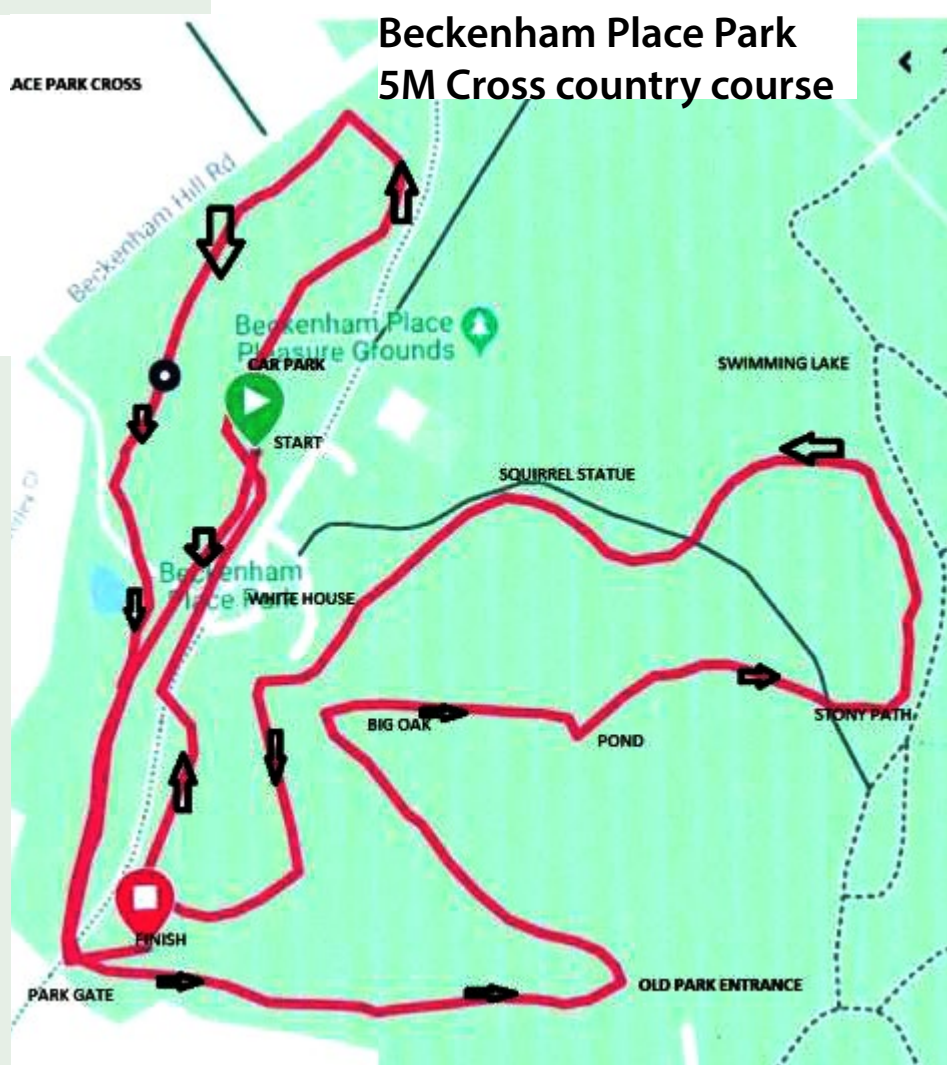 Beckenham Place Park
5M Cross country course
ACE PARK CROSS
Beckenham Hill Rd
Beckenham Place
Pleasure Grounds
CAR PARK
SWIMMING LAKE
START
SQUIRREL STATUE
Beckenham
Place Park
WHITE HOUSE
BIG OAK
STONY PATH
POND
FINISH
OLD PARK ENTRANCE
PARK GATE